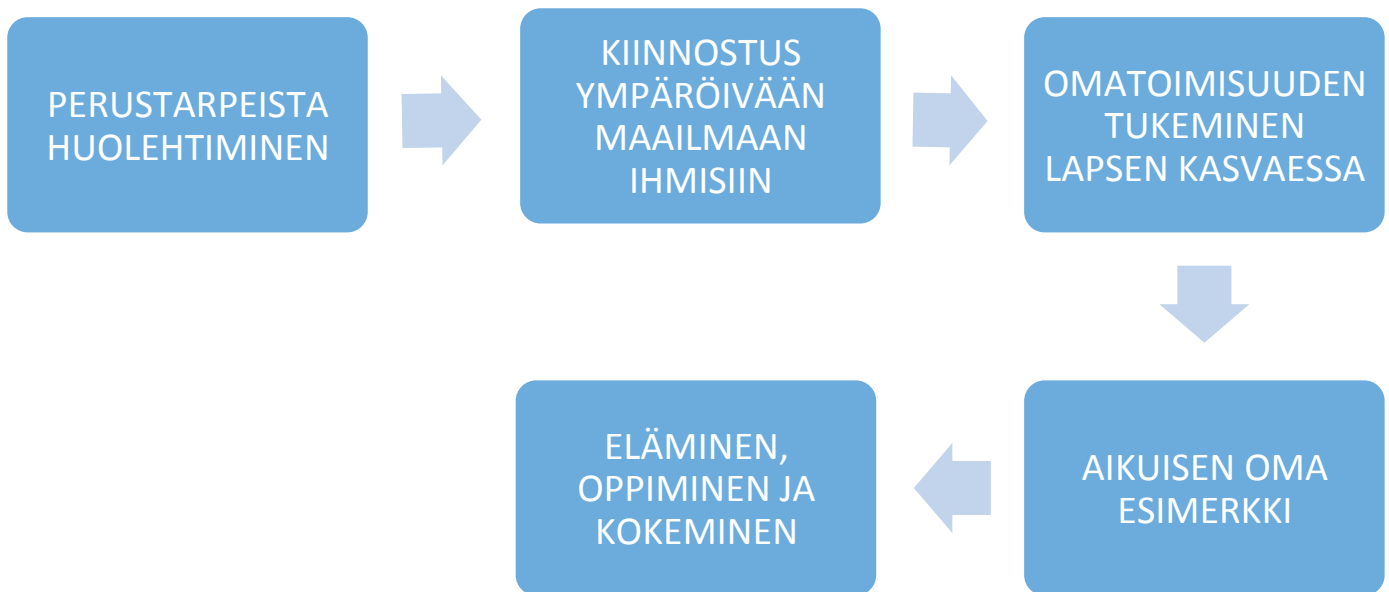 PERUSTARPEISTA
HUOLEHTIMINEN
KIINNOSTUS
YMPÄRÖIVÄÄN
MAAILMAAN
IHMISIIN
OMATOIMISUUDEN
TUKEMINEN
LAPSEN KASVAESSA
AIKUISEN OMA
ESIMERKKI
ELÄMINEN,
OPPIMINEN JA
KOKEMINEN